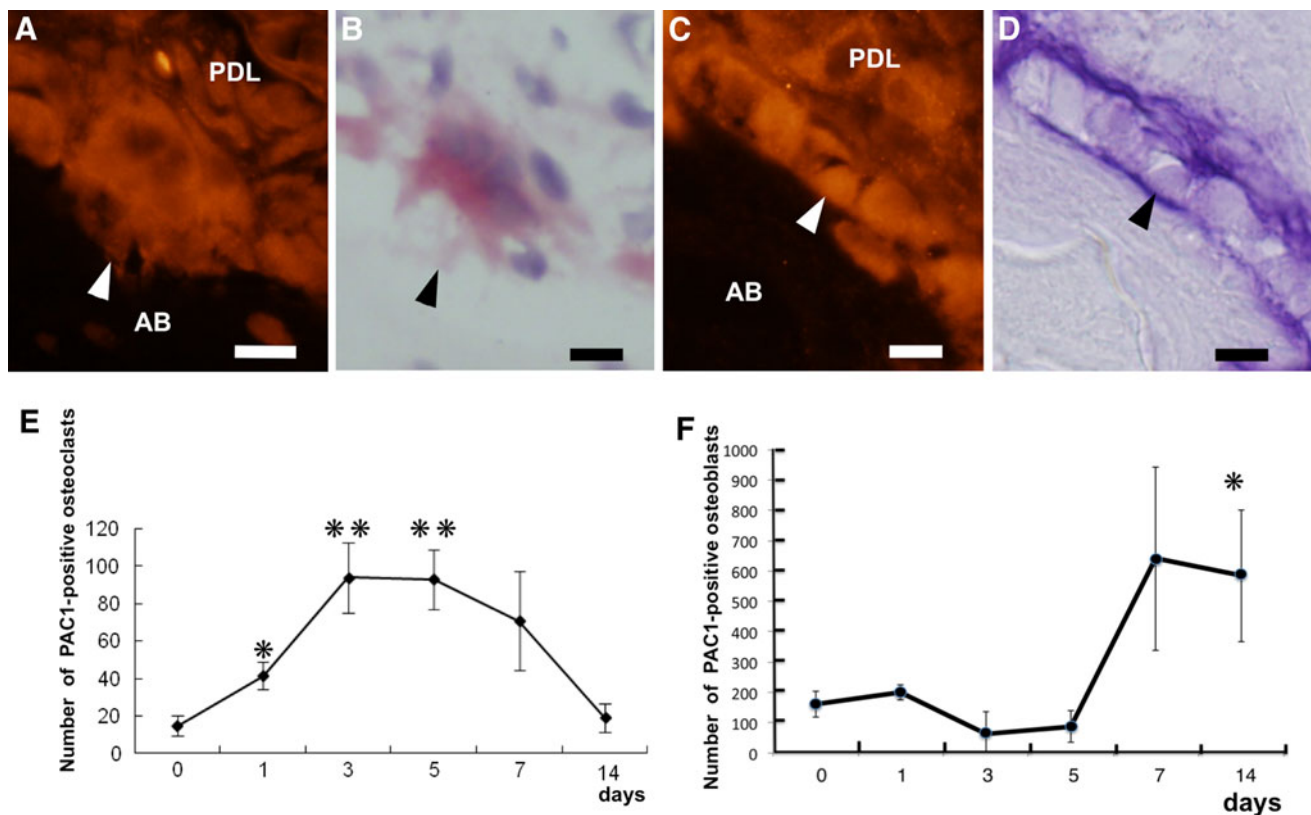 A
PDL
AB
B
C
PDL
AB
D
E
Number of PAC1-positive osteoclasts
120
100
80
60
40
20
0
0 1 3 5 7 14
days
* *
* *
*
F
Number of PAC1-positive osteoblasts
1000
900
800
700
600
500
400
300
200
100
0
0 1 3 5 7 14
days
*